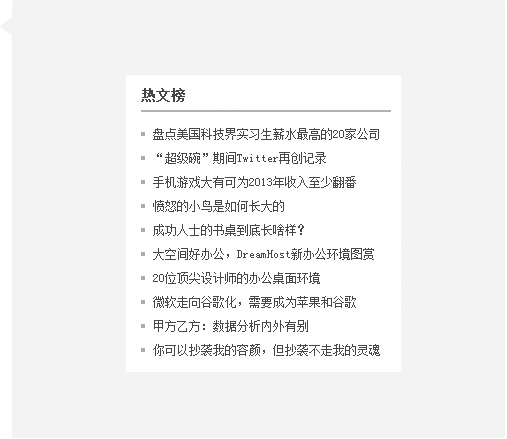 热文榜
盘点美国科技界实习生薪水最高的20家公司
“超级碗”期间Twitter再创记录
手机游戏大有可为2013年收入至少翻番
愤怒的小鸟是如何长大的
成功人士的书桌到底长啥样？
大空间好办公，DreamHost新办公环境图赏
20位顶尖设计师的办公桌面环境
微软走向谷歌化，需要成为苹果和谷歌
甲方乙方：数据分析内外有别
你可以抄袭我的容颜，但抄袭不走我的灵魂